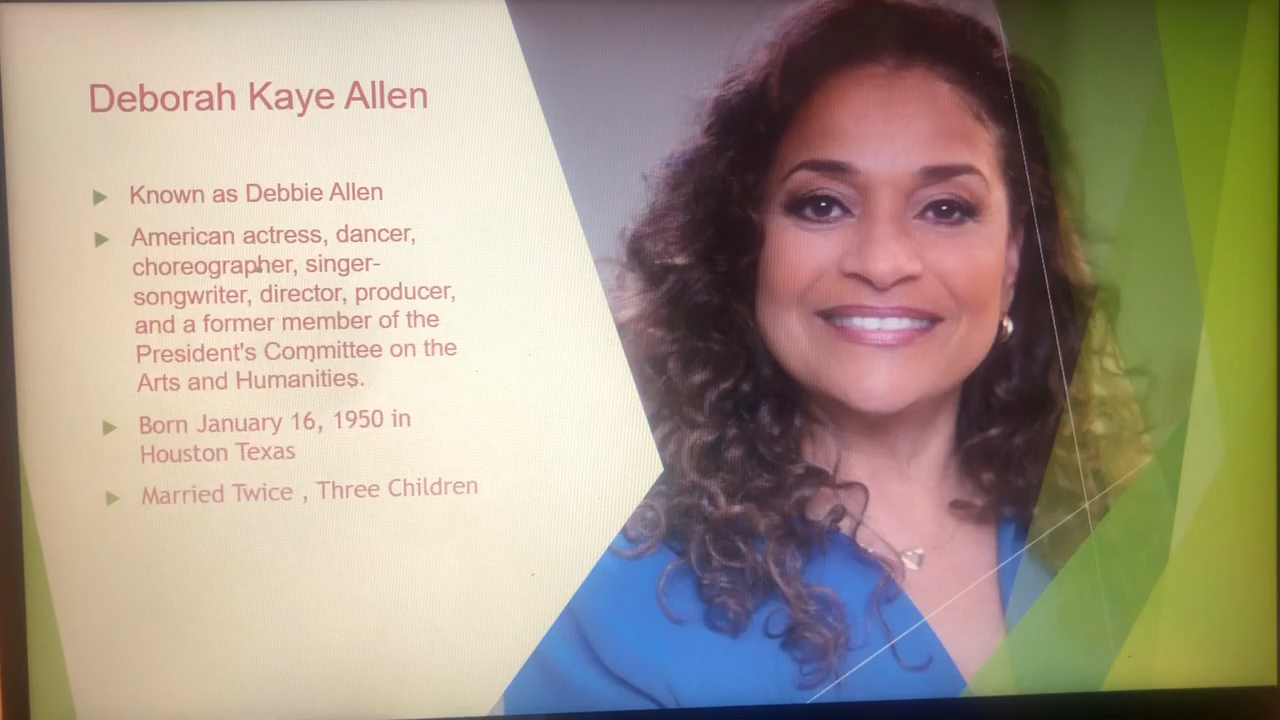 Deborah Kaye Allen
Known as Debbie Allen
American actress, dancer,
choreographer, singer-
songwriter, director, producer,
and a former member of the
President's Committee on the
Arts and Humanities.
Born January 16, 1950 in
Houston Texas
Married Twice , Three Children